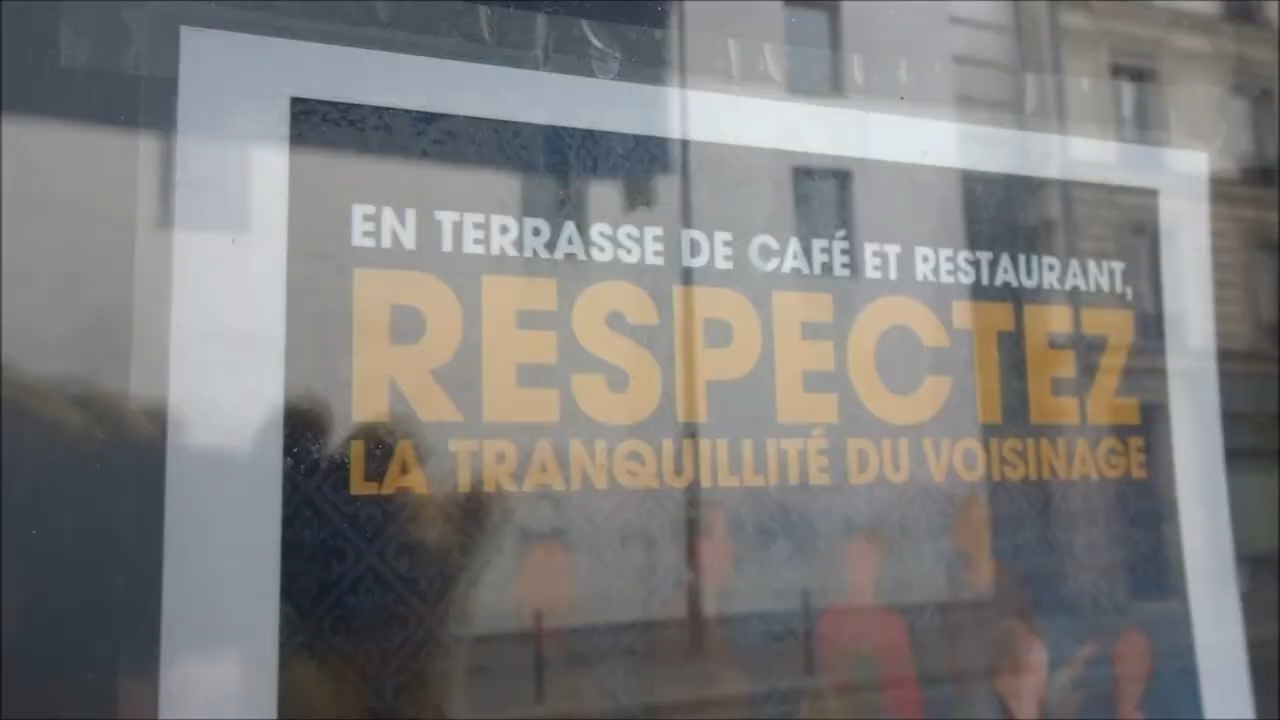 EN TERRASSE DE CAFÉ ET RESTAURANT,
RESPECTEZ
LA TRANQUILLITÉ DU VOISINAGE